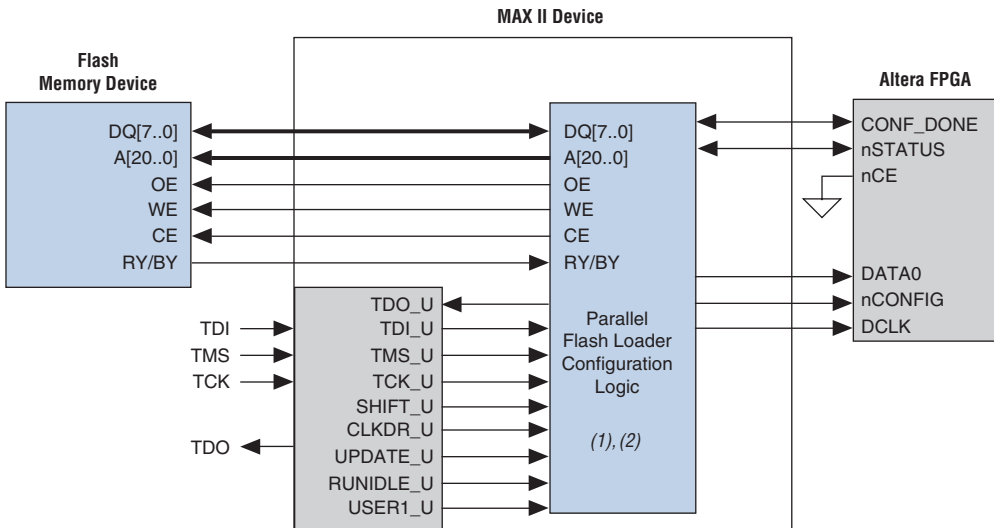 MAX II Device
Flash
Memory Device
Altera FPGA
DQ[7..0]
A[20..0]
OE
WE
CE
RY/BY
DQ[7..0]
A[20..0]
OE
WE
CE
RY/BY
Parallel
Flash Loader
Configuration
Logic
(1), (2)
CONF_DONE
nSTATUS
nCE
DATA0
nCONFIG
DCLK
TDI
TMS
TCK
TDO
TDO_U
TDI_U
TMS_U
TCK_U
SHIFT_U
CLKDR_U
UPDATE_U
RUNIDLE_U
USER1_U